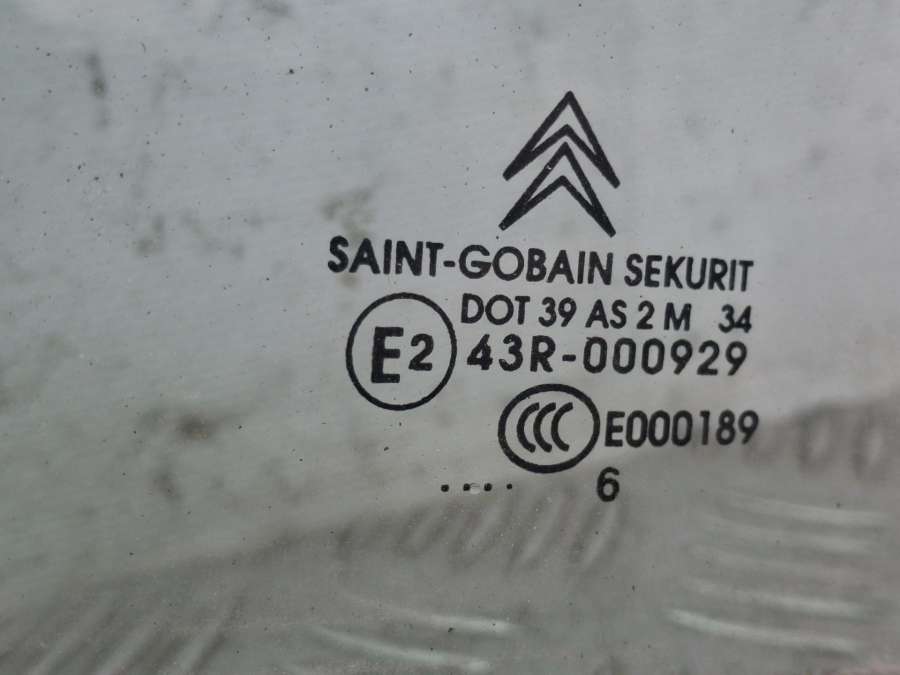 SAINT-GOBAIN SEKURIT
DOT 39 AS 2 M 34
E2 43R-000929
CCC E000189
.... 6